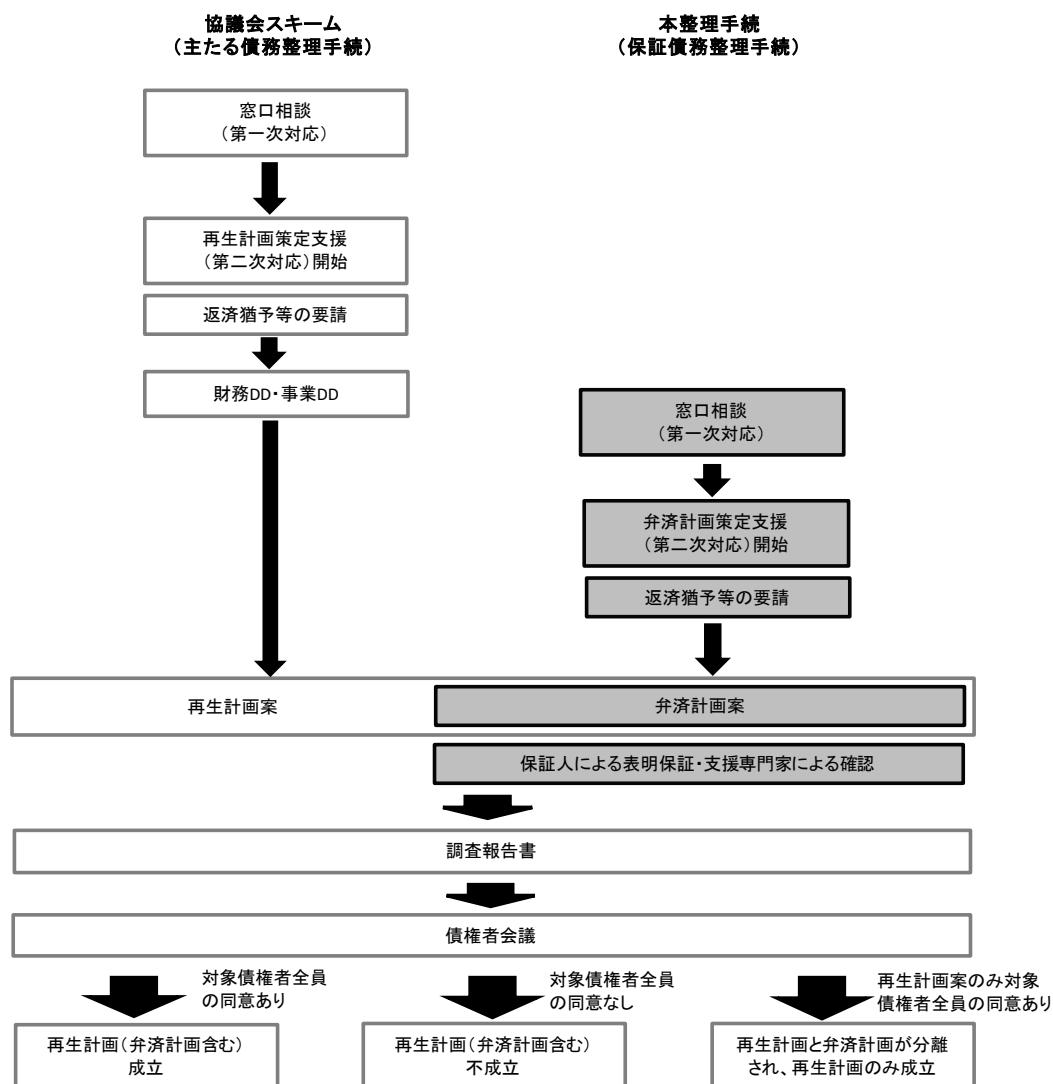 協議会スキーム
（主たる債務整理手続）
本整理手続
（保証債務整理手続）
窓口相談
（第一次対応）
再生計画策定支援
（第二次対応）開始
返済猶予等の要請
財務DD・事業DD
窓口相談
（第一次対応）
弁済計画策定支援
（第二次対応）開始
返済猶予等の要請
再生計画案
弁済計画案
保証人による表明保証・支援専門家による確認
調査報告書
債権者会議
対象債権者全員
の同意あり
対象債権者全員
の同意なし
再生計画案のみ対象
債権者全員の同意あり
再生計画（弁済計画含む）
成立
再生計画（弁済計画含む）
不成立
再生計画と弁済計画が分離
され、再生計画のみ成立